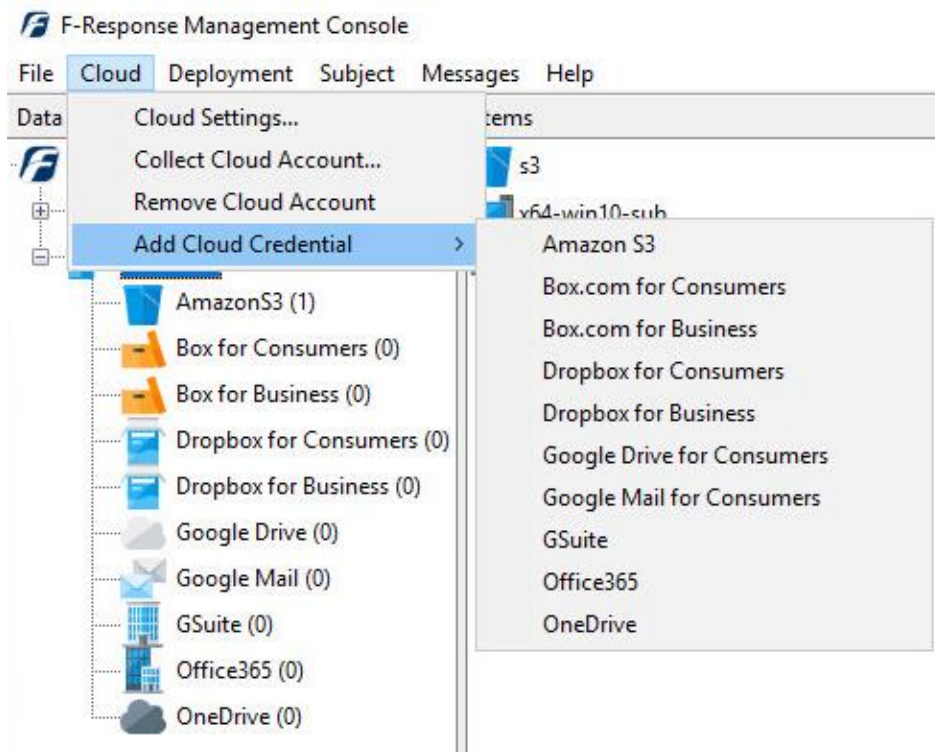 F-Response Management Console
File Cloud Deployment Subject Messages Help
Data
Cloud Settings...
Collect Cloud Account...
Remove Cloud Account
Add Cloud Credential >
s3
x64-win10-sub
Amazon S3
Box.com for Consumers
Box.com for Business
Dropbox for Consumers
Dropbox for Business
Google Drive for Consumers
Google Mail for Consumers
GSuite
Office365
OneDrive
AmazonS3 (1)
Box for Consumers (0)
Box for Business (0)
Dropbox for Consumers (0)
Dropbox for Business (0)
Google Drive (0)
Google Mail (0)
GSuite (0)
Office365 (0)
OneDrive (0)